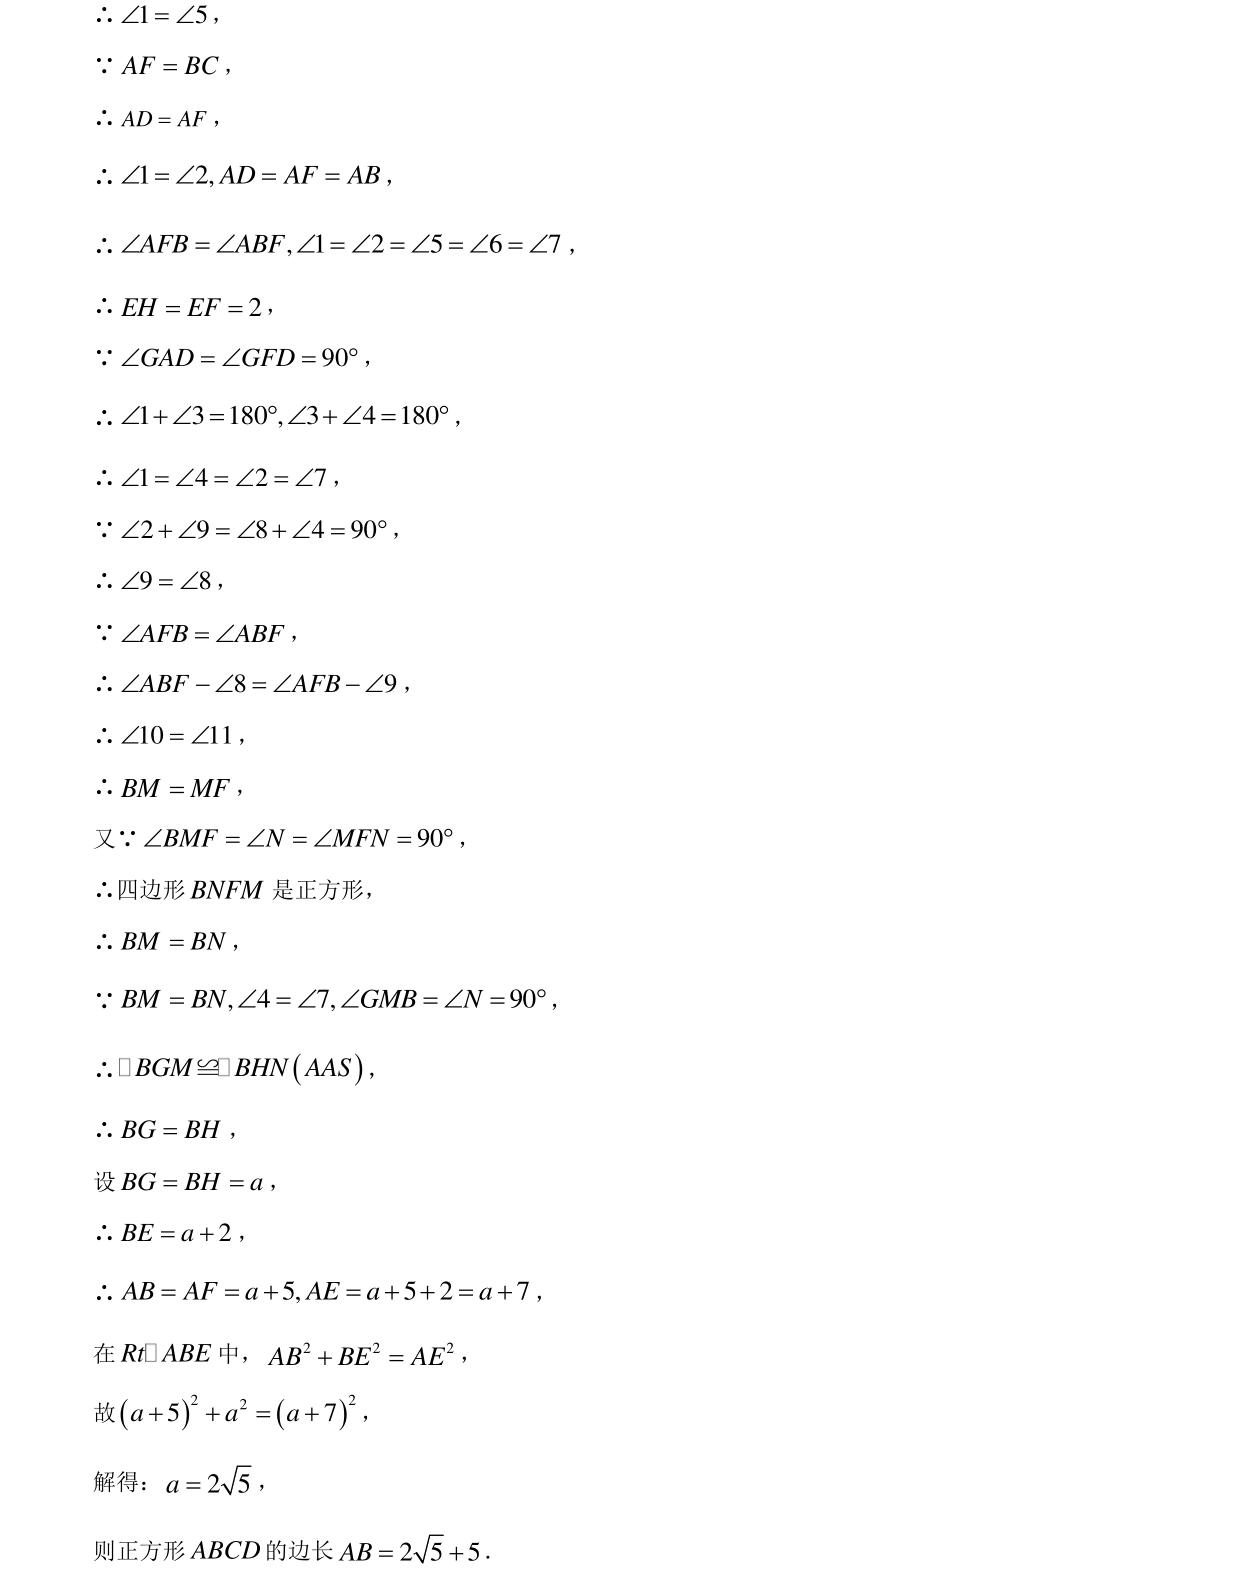 ∴ ∠1 = ∠5，
∵ AF = BC，
∴ AD = AF，
∴ ∠1 = ∠2, AD = AF = AB，
∴ ∠AFB = ∠ABF, ∠1 = ∠2 = ∠5 = ∠6 = ∠7，
∴ EH = EF = 2，
∵ ∠GAD = ∠GFD = 90°，
∴ ∠1 + ∠3 = 180°, ∠3 + ∠4 = 180°，
∴ ∠1 = ∠4 = ∠2 = ∠7，
∵ ∠2 + ∠9 = ∠8 + ∠4 = 90°，
∴ ∠9 = ∠8，
∵ ∠AFB = ∠ABF，
∴ ∠ABF − ∠8 = ∠AFB − ∠9，
∴ ∠10 = ∠11，
∴ BM = MF，
又∵ ∠BMF = ∠N = ∠MFN = 90°，
∴四边形 BNFM 是正方形，
∴ BM = BN，
∵ BM = BN, ∠4 = ∠7, ∠GMB = ∠N = 90°，
∴ □BGM ≌ □BHN (AAS)，
∴ BG = BH，
设 BG = BH = a，
∴ BE = a + 2，
∴ AB = AF = a + 5, AE = a + 5 + 2 = a + 7，
在 Rt□ABE 中，AB² + BE² = AE²，
故 (a + 5)² + a² = (a + 7)²，
解得：a = 2√5，
则正方形 ABCD 的边长 AB = 2√5 + 5．